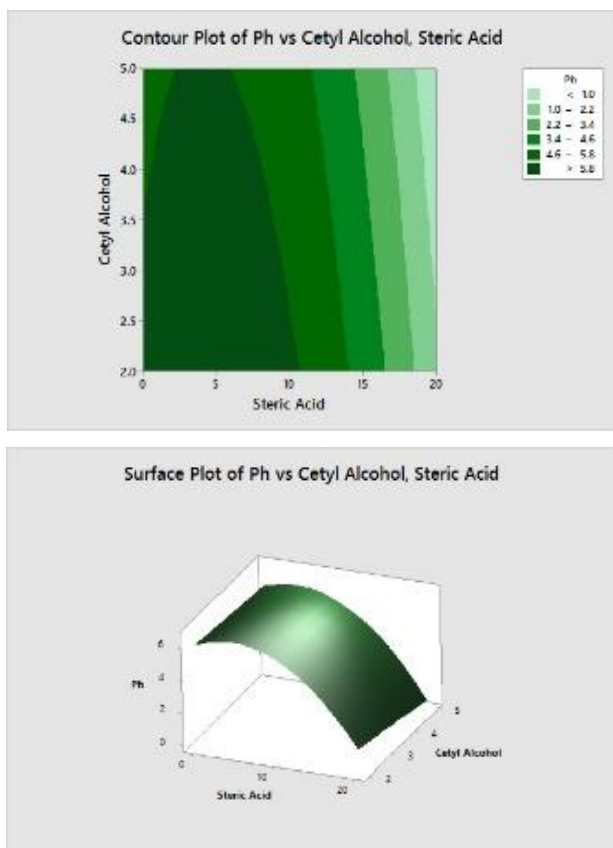 Contour Plot of Ph vs Cetyl Alcohol, Steric Acid
Ph
< 1.0
1.0 – 2.2
2.2 – 3.4
3.4 – 4.6
4.6 – 5.8
> 5.8
5.0
4.5
4.0
3.5
3.0
2.5
2.0
Cetyl Alcohol
0 5 10 15 20
Steric Acid
Surface Plot of Ph vs Cetyl Alcohol, Steric Acid
6
4
2
0
Ph
0 10 20
Steric Acid
5
4
3
2
Cetyl Alcohol